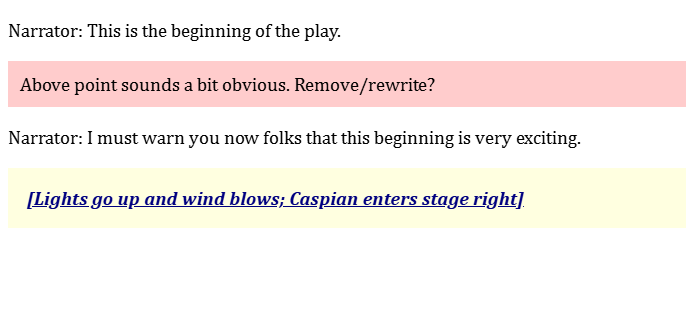 Narrator: This is the beginning of the play.
Above point sounds a bit obvious. Remove/rewrite?
Narrator: I must warn you now folks that this beginning is very exciting.
[Lights go up and wind blows; Caspian enters stage right]